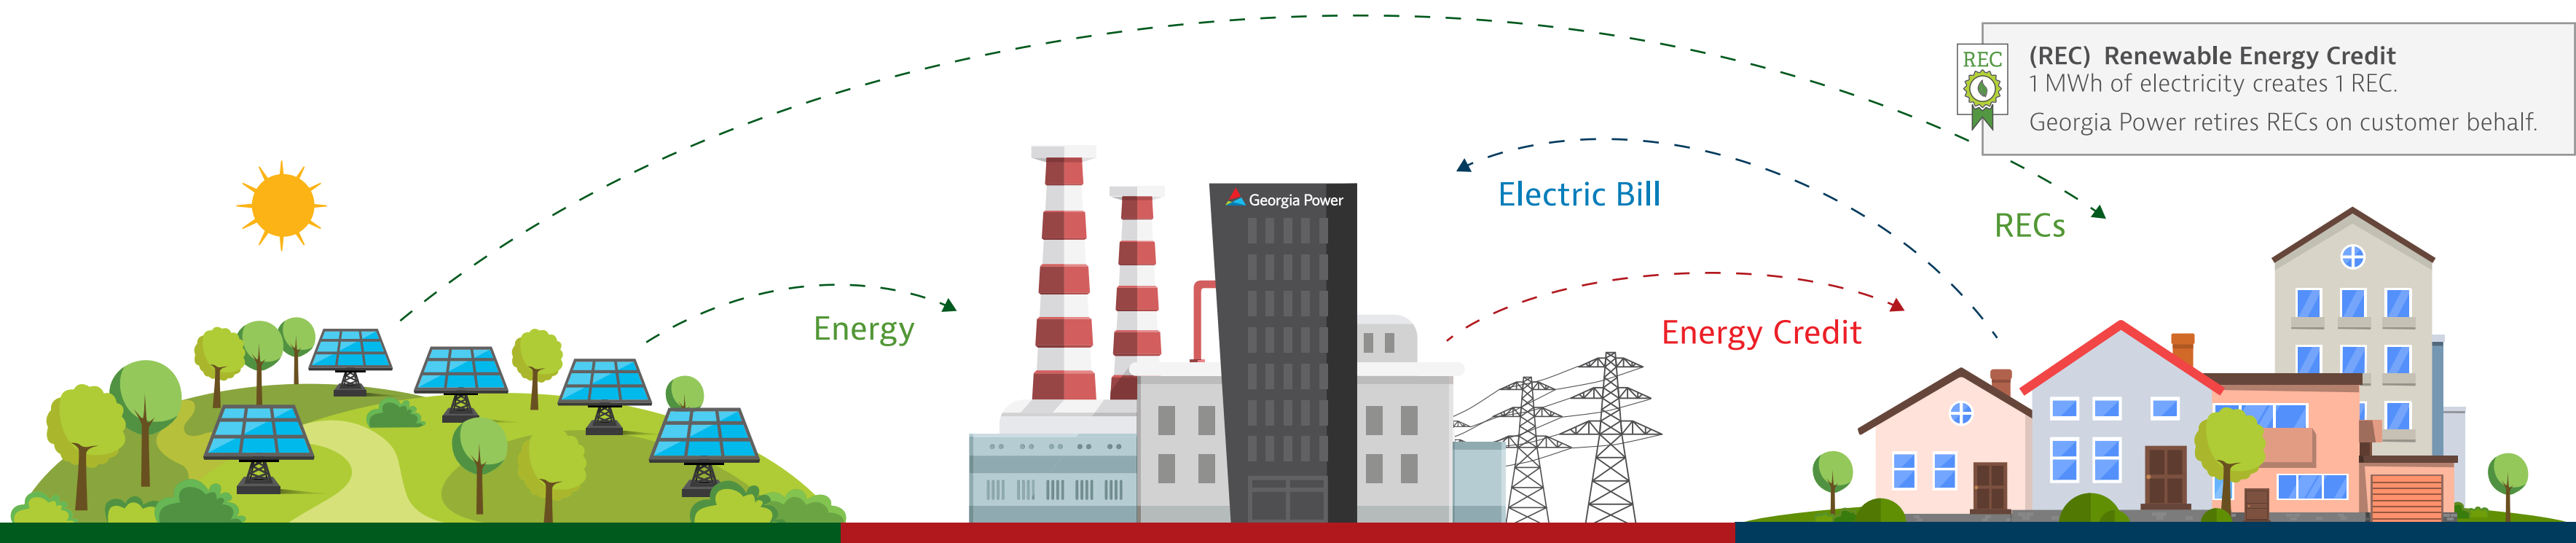 REC
(REC) Renewable Energy Credit
1 MWh of electricity creates 1 REC.
Georgia Power retires RECs on customer behalf.
Electric Bill
Georgia Power
RECs
Energy
Energy Credit